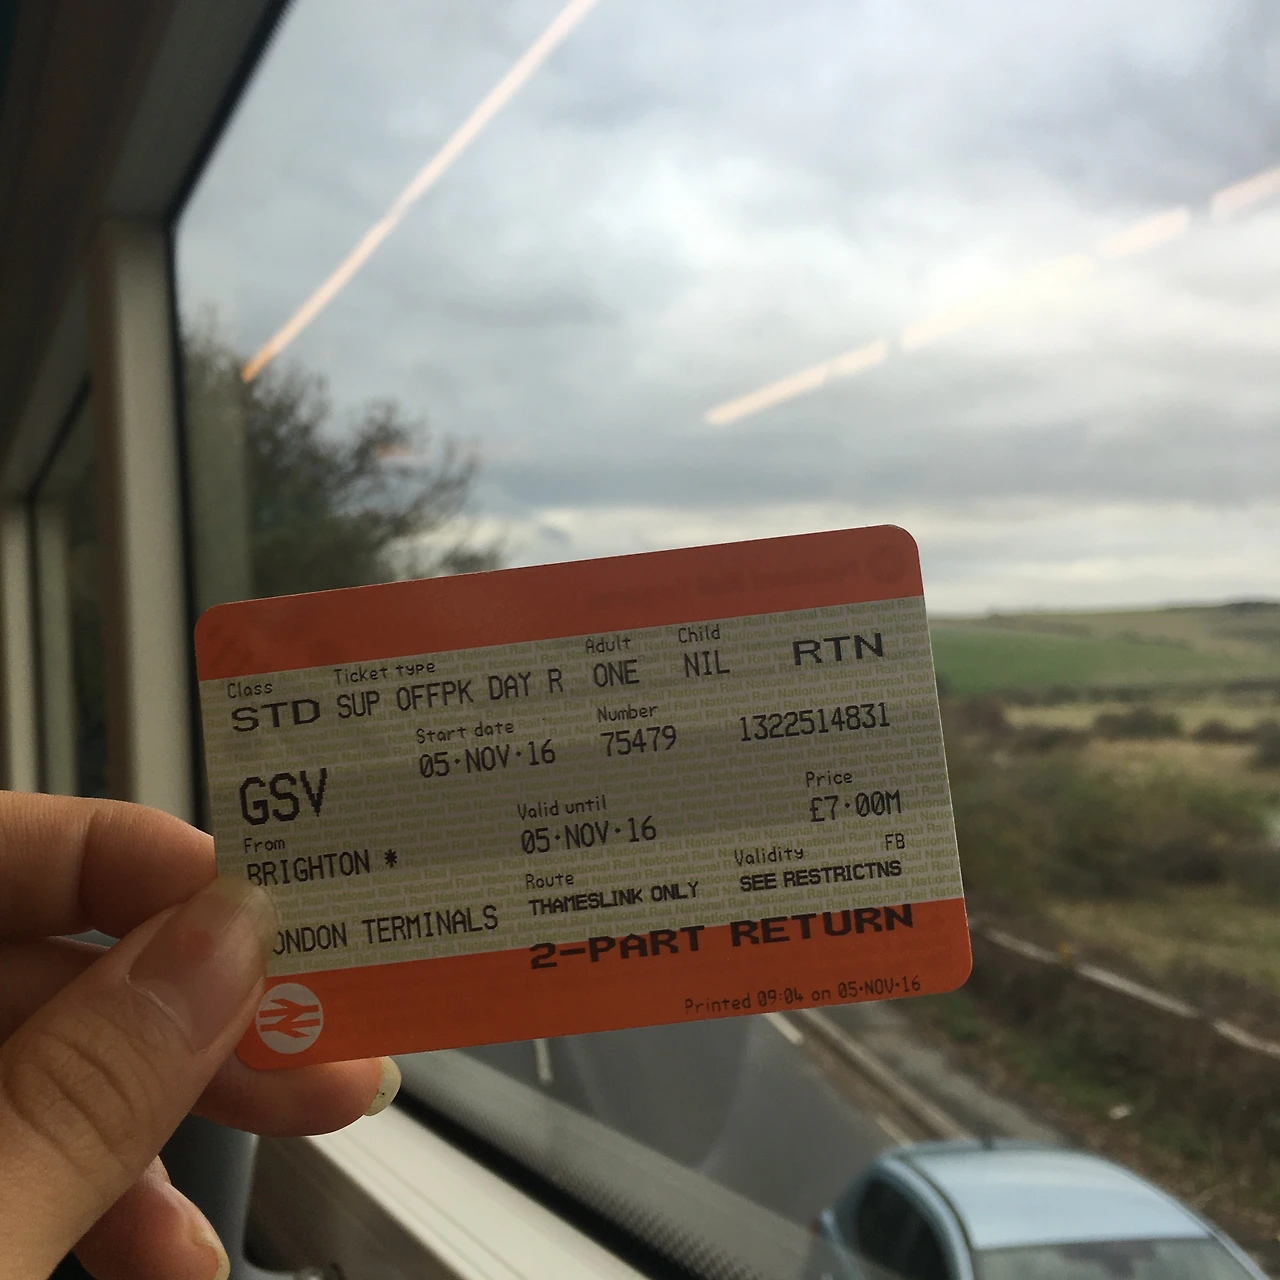 Class Ticket type Adult Child
STD SUP OFFPK DAY R ONE NIL RTN
Start date Number
05·NOV·16 75479 1322514831
GSV Valid until Price
05·NOV·16 £7·00M
From Route Validity FB
BRIGHTON * THAMESLINK ONLY SEE RESTRICTNS
ONDON TERMINALS
2-PART RETURN
Printed 09:04 on 05·NOV·16